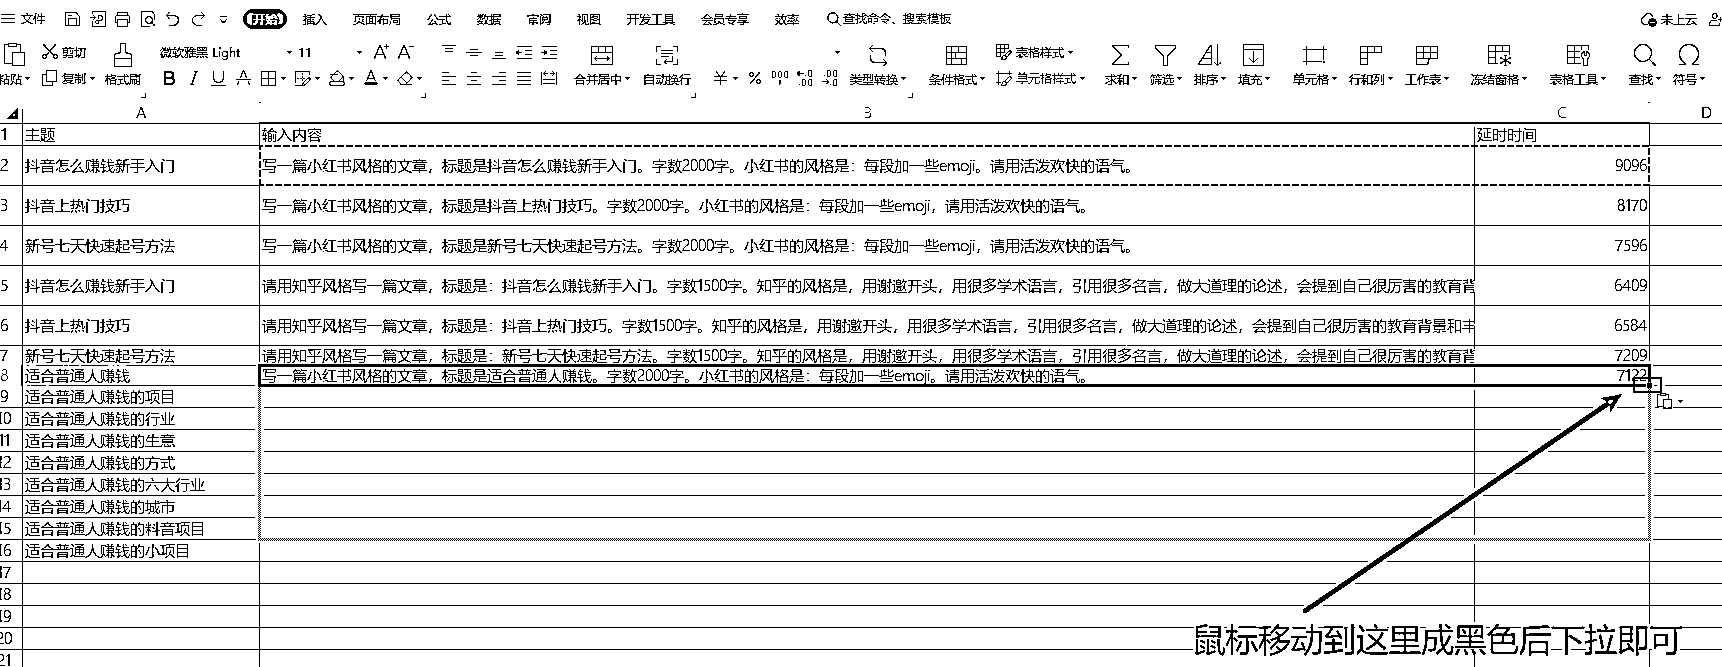 文件 开始 插入 页面布局 公式 数据 审阅 视图 开发工具 会员专享 效率 查找命令、搜索模板 未上云
粘贴 剪切 复制 格式刷 微软雅黑 Light 11 合并居中 自动换行 类型转换 条件格式 表格样式 单元格样式 求和 筛选 排序 填充 单元格 行和列 工作表 冻结窗格 表格工具 查找 符号
A B C D
1 主题 输入内容 延时时间
2 抖音怎么赚钱新手入门 写一篇小红书风格的文章，标题是抖音怎么赚钱新手入门。字数2000字。小红书的风格是：每段加一些emoji。请用活泼欢快的语气。 9096
3 抖音上热门技巧 写一篇小红书风格的文章，标题是抖音上热门技巧。字数2000字。小红书的风格是：每段加一些emoji，请用活泼欢快的语气。 8170
4 新号七天快速起号方法 写一篇小红书风格的文章，标题是新号七天快速起号方法。字数2000字。小红书的风格是：每段加一些emoji，请用活泼欢快的语气。 7596
5 抖音怎么赚钱新手入门 请用知乎风格写一篇文章，标题是：抖音怎么赚钱新手入门。字数1500字。知乎的风格是，用谢邀开头，用很多学术语言，引用很多名言，做大道理的论述，会提到自己很厉害的教育背 6409
6 抖音上热门技巧 请用知乎风格写一篇文章，标题是：抖音上热门技巧。字数1500字。知乎的风格是，用谢邀开头，用很多学术语言，引用很多名言，做大道理的论述，会提到自己很厉害的教育背景和丰 6584
7 新号七天快速起号方法 请用知乎风格写一篇文章，标题是：新号七天快速起号方法。字数1500字。知乎的风格是，用谢邀开头，用很多学术语言，引用很多名言，做大道理的论述，会提到自己很厉害的教育背 7209
8 适合普通人赚钱 写一篇小红书风格的文章，标题是适合普通人赚钱。字数2000字。小红书的风格是：每段加一些emoji。请用活泼欢快的语气。 7122
9 适合普通人赚钱的项目
10 适合普通人赚钱的行业
11 适合普通人赚钱的生意
12 适合普通人赚钱的方式
13 适合普通人赚钱的六大行业
14 适合普通人赚钱的城市
15 适合普通人赚钱的料音项目
16 适合普通人赚钱的小项目
17
18
19
20
21
鼠标移动到这里成黑色后下拉即可